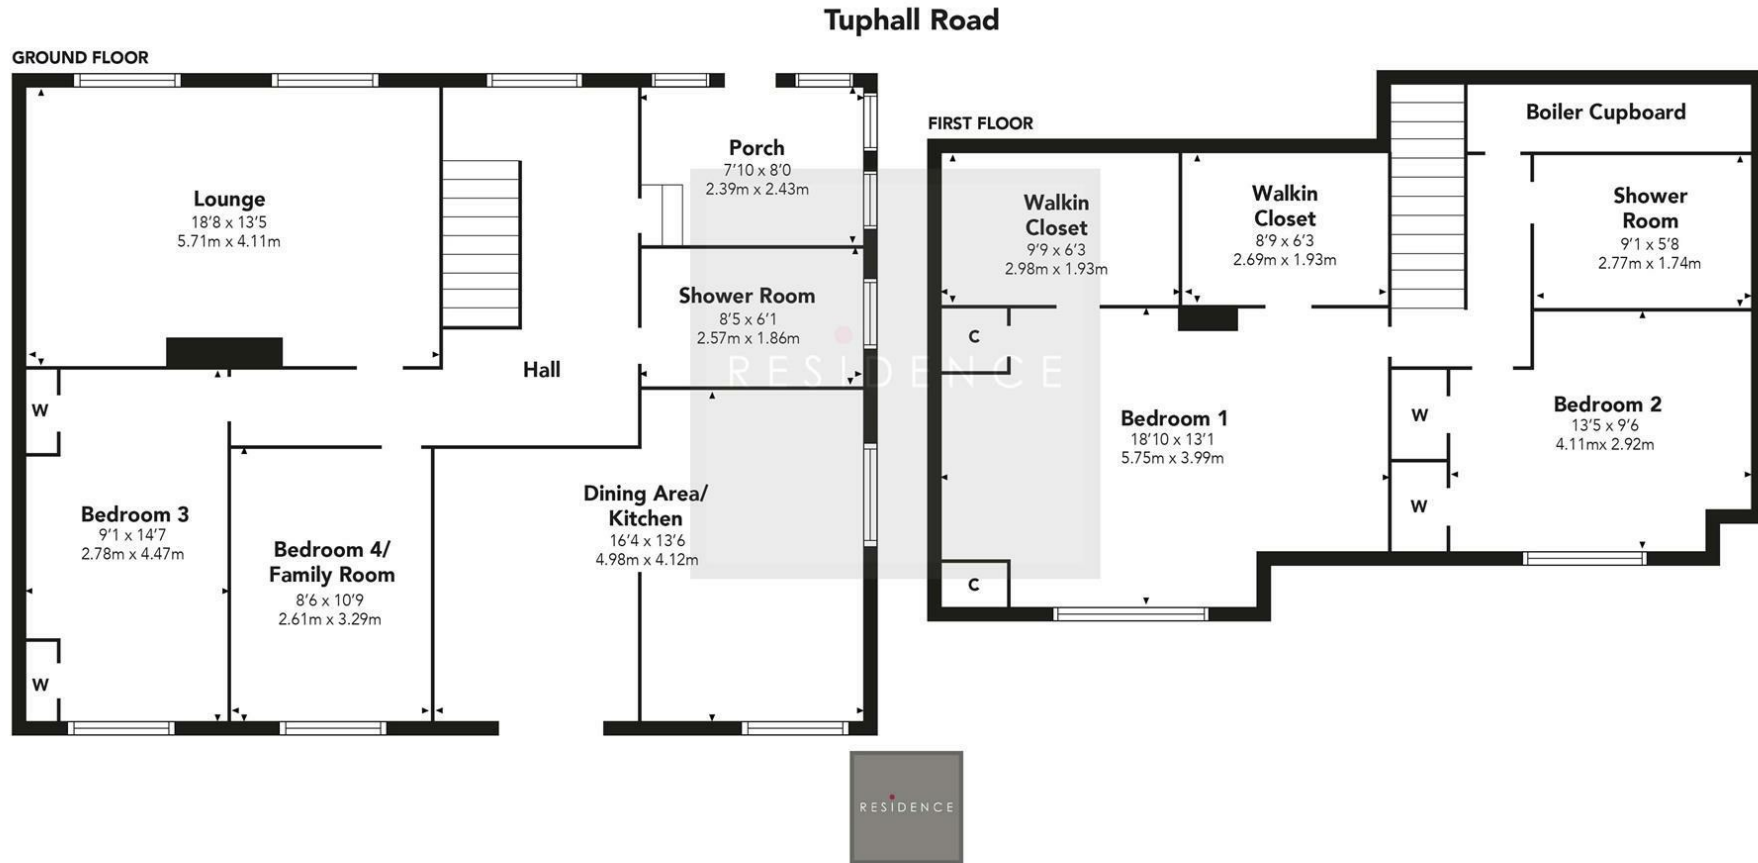 Tuphall Road
GROUND FLOOR
Lounge
18'8 x 13'5
5.71m x 4.11m
Porch
7'10 x 8'0
2.39m x 2.43m
Shower Room
8'5 x 6'1
2.57m x 1.86m
Hall
W
Bedroom 3
9'1 x 14'7
2.78m x 4.47m
W
Bedroom 4/
Family Room
8'6 x 10'9
2.61m x 3.29m
Dining Area/
Kitchen
16'4 x 13'6
4.98m x 4.12m
FIRST FLOOR
Boiler Cupboard
Walkin
Closet
9'9 x 6'3
2.98m x 1.93m
Walkin
Closet
8'9 x 6'3
2.69m x 1.93m
Shower
Room
9'1 x 5'8
2.77m x 1.74m
C
Bedroom 1
18'10 x 13'1
5.75m x 3.99m
C
W
W
Bedroom 2
13'5 x 9'6
4.11mx 2.92m
RESIDENCE
RESIDENCE